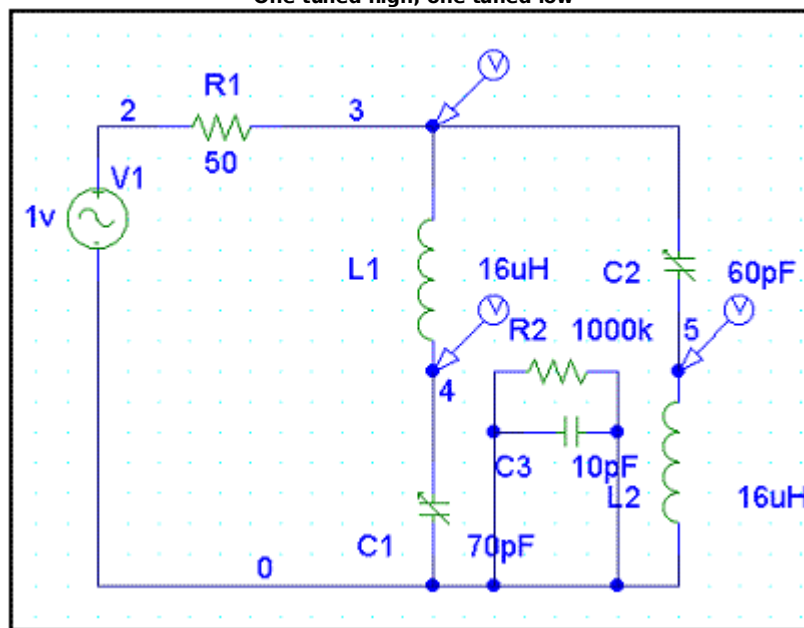 One tuned high, one tuned low
V
R1
2
3
50
V1
1v
L1
16uH
C2
60pF
V
V
R2
1000k
5
4
C3
10pF
L2
16uH
C1
70pF
0